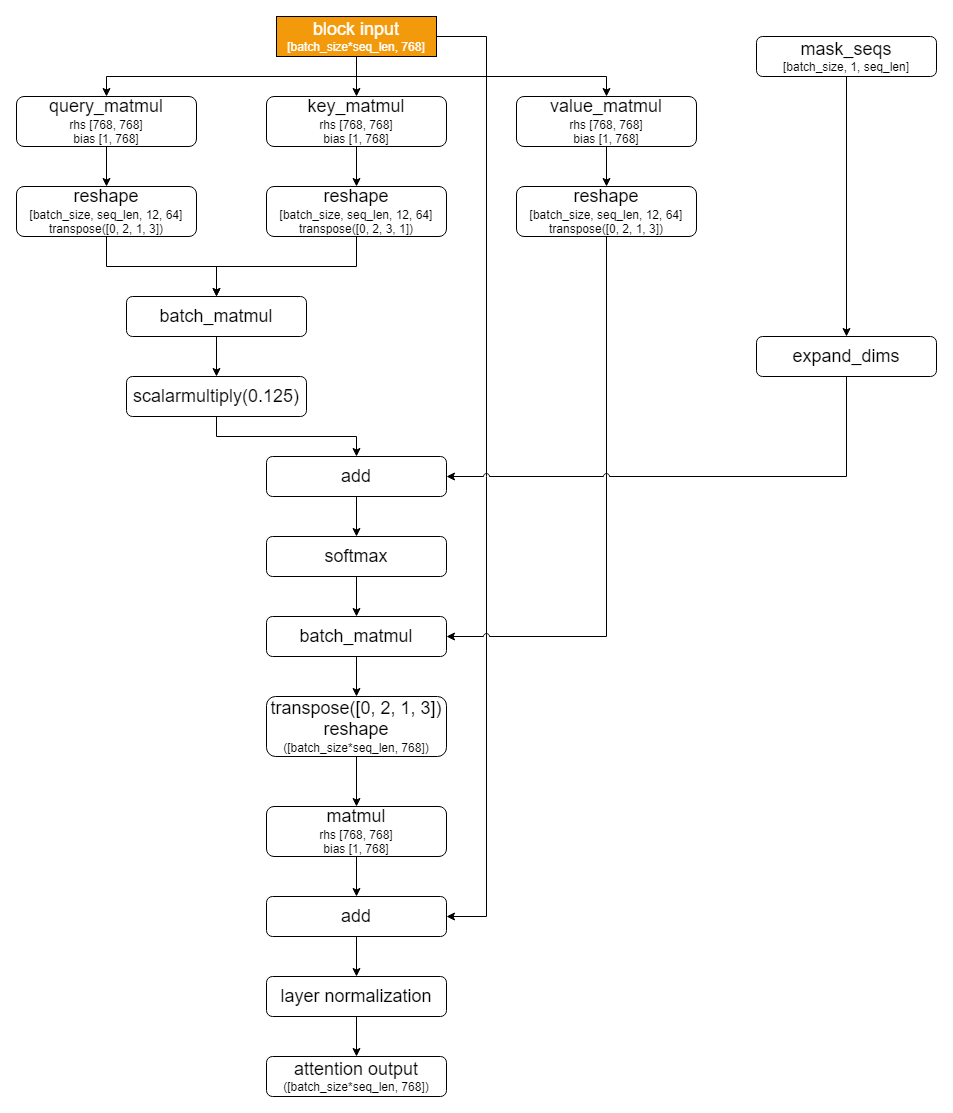 block input
[batch_size*seq_len, 768]
mask_seqs
[batch_size, 1, seq_len]
query_matmul
rhs [768, 768]
bias [1, 768]
key_matmul
rhs [768, 768]
bias [1, 768]
value_matmul
rhs [768, 768]
bias [1, 768]
reshape
[batch_size, seq_len, 12, 64]
transpose([0, 2, 1, 3])
reshape
[batch_size, seq_len, 12, 64]
transpose([0, 2, 3, 1])
reshape
[batch_size, seq_len, 12, 64]
transpose([0, 2, 1, 3])
batch_matmul
expand_dims
scalarmultiply(0.125)
add
softmax
batch_matmul
transpose([0, 2, 1, 3])
reshape
([batch_size*seq_len, 768])
matmul
rhs [768, 768]
bias [1, 768]
add
layer normalization
attention output
([batch_size*seq_len, 768])